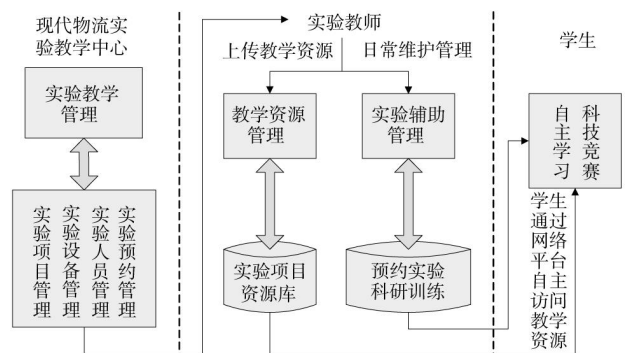 现代物流实
验教学中心
实验教学
管理
实验项目管理
实验设备管理
实验人员管理
实验预约管理
实验教师
上传教学资源
日常维护管理
教学资源
管理
实验辅助
管理
实验项目
资源库
预约实验
科研训练
学生
自主学习
科技竞赛
学生
通过
网络
平台
自主
访问
教学
资源